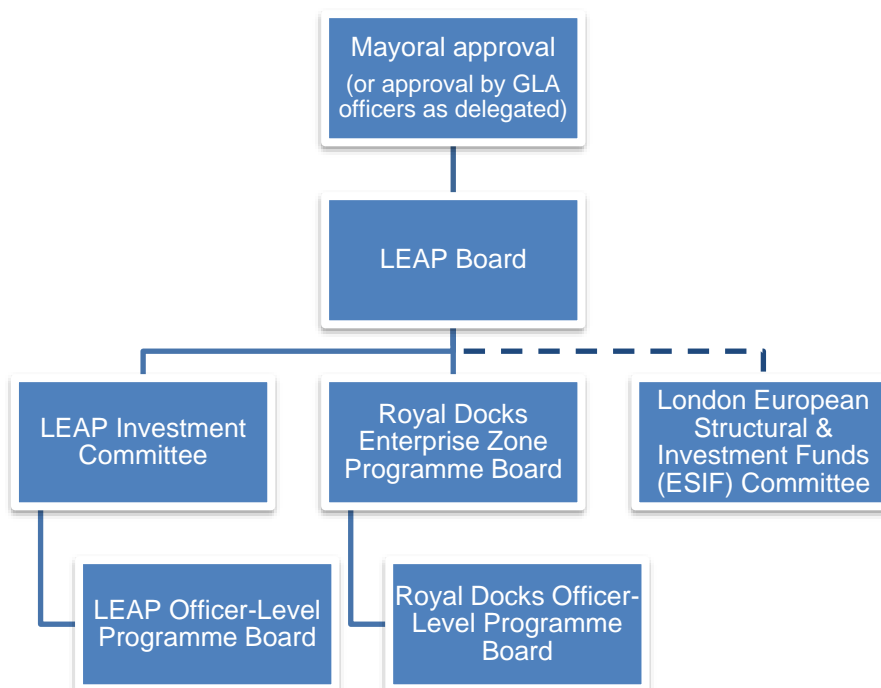 Mayoral approval
(or approval by GLA
officers as delegated)
LEAP Board
LEAP Investment
Committee
Royal Docks
Enterprise Zone
Programme Board
London European
Structural &
Investment Funds
(ESIF) Committee
LEAP Officer-Level
Programme Board
Royal Docks Officer-
Level Programme
Board